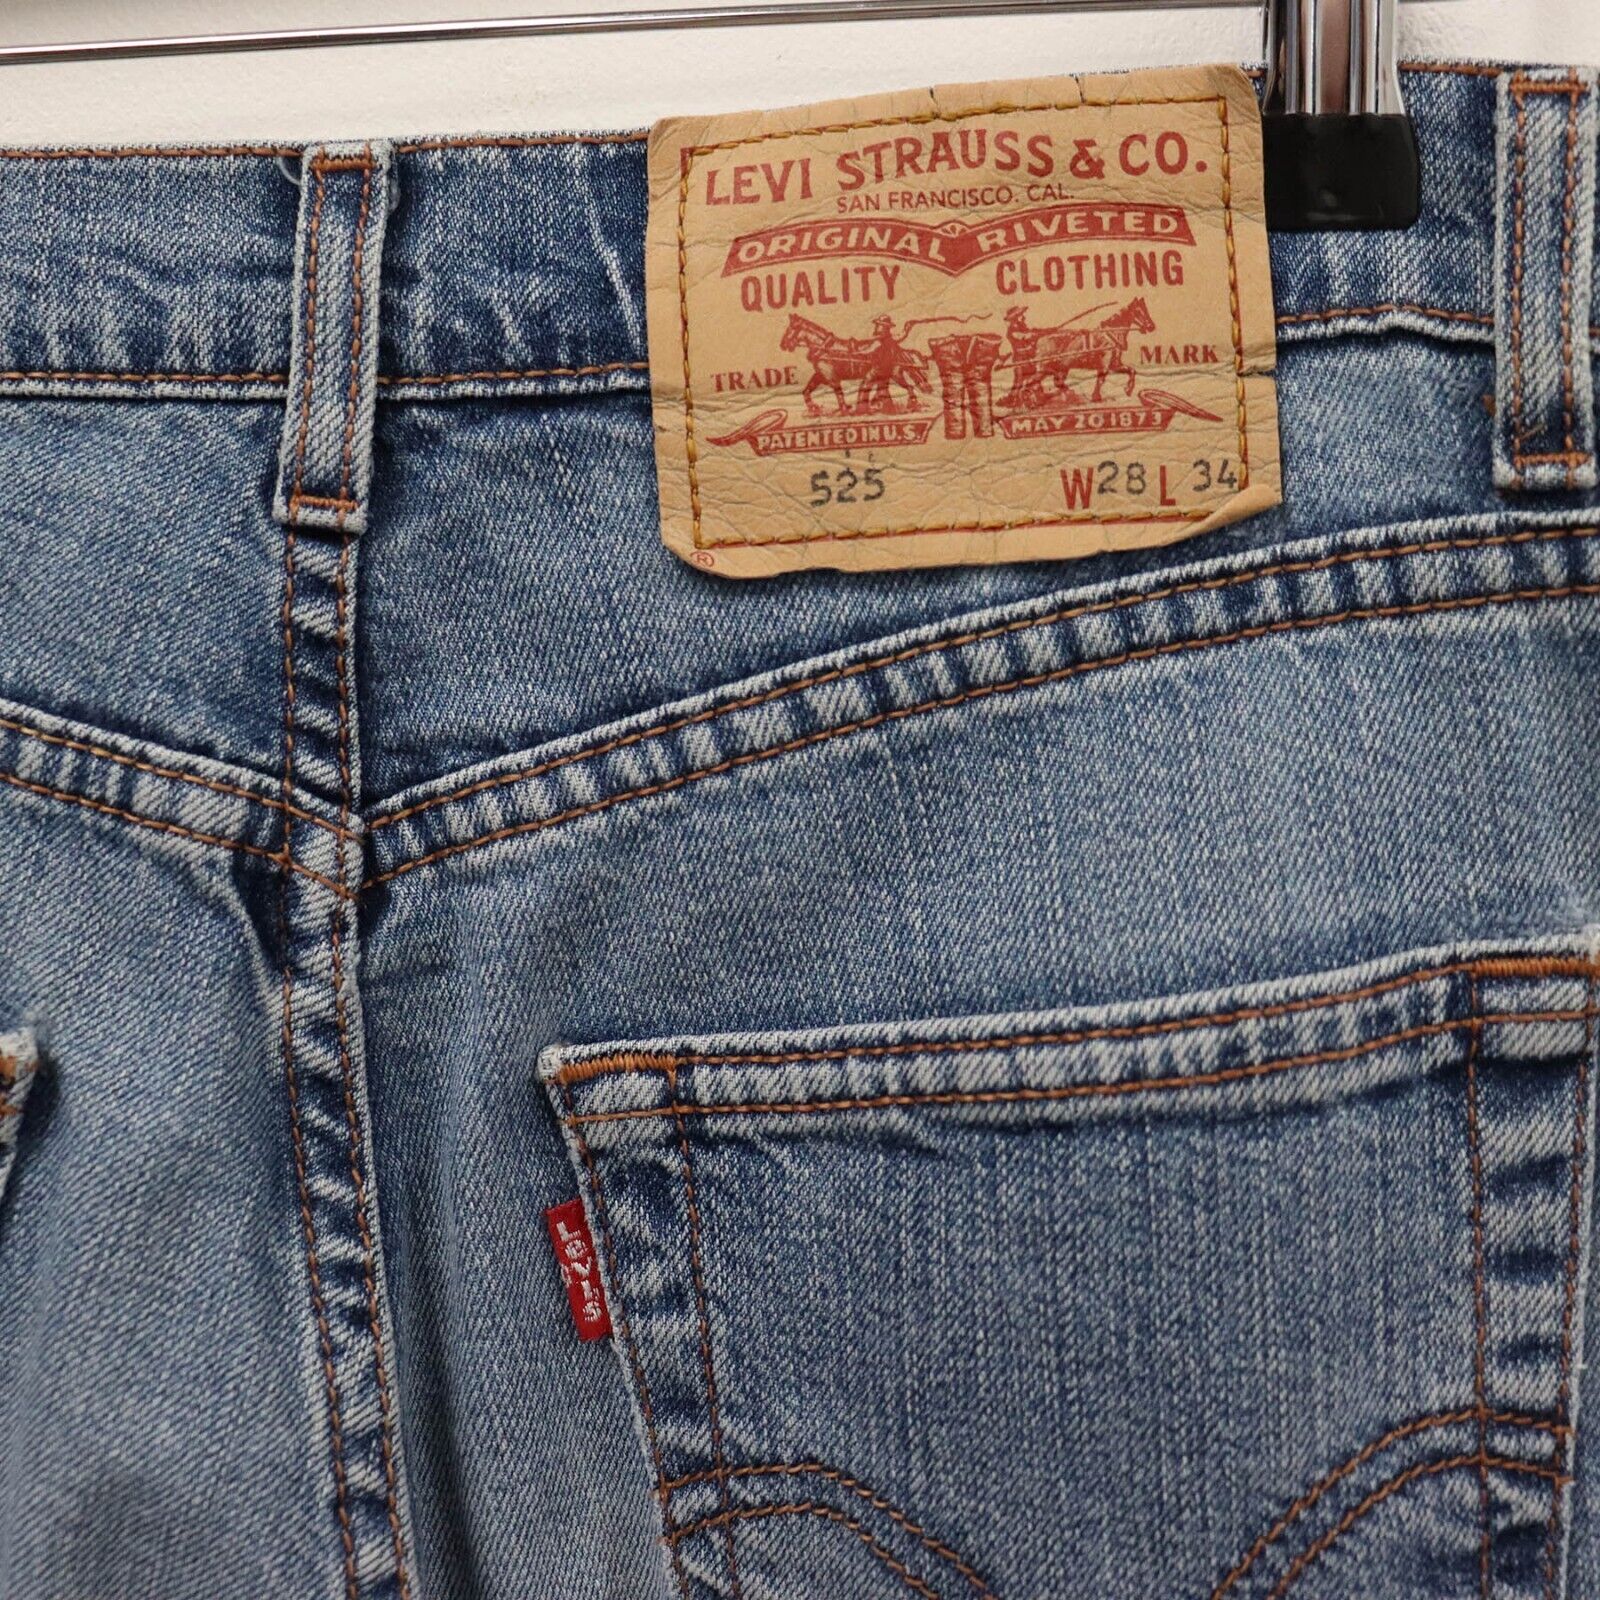 LEVI STRAUSS & CO.
SAN FRANCISCO. CAL.
ORIGINAL RIVETED
QUALITY CLOTHING
TRADE MARK
PATENTED IN U.S. MAY 20 1873
525 W28 L 34
®
Levi's